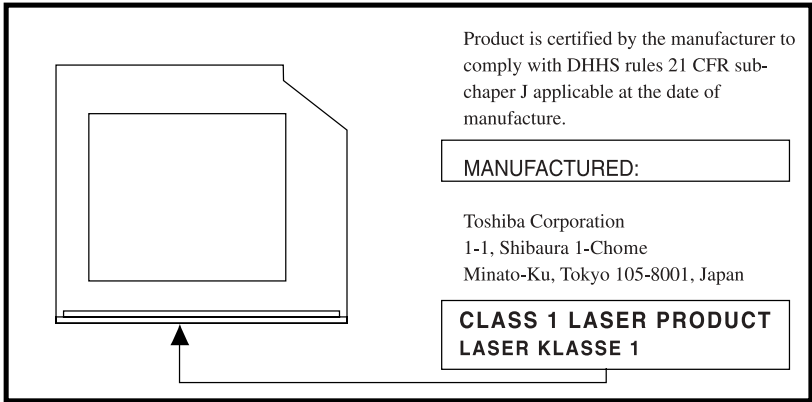 Product is certified by the manufacturer to
comply with DHHS rules 21 CFR sub-
chaper J applicable at the date of
manufacture.
MANUFACTURED:
Toshiba Corporation
1-1, Shibaura 1-Chome
Minato-Ku, Tokyo 105-8001, Japan
CLASS 1 LASER PRODUCT
LASER KLASSE 1